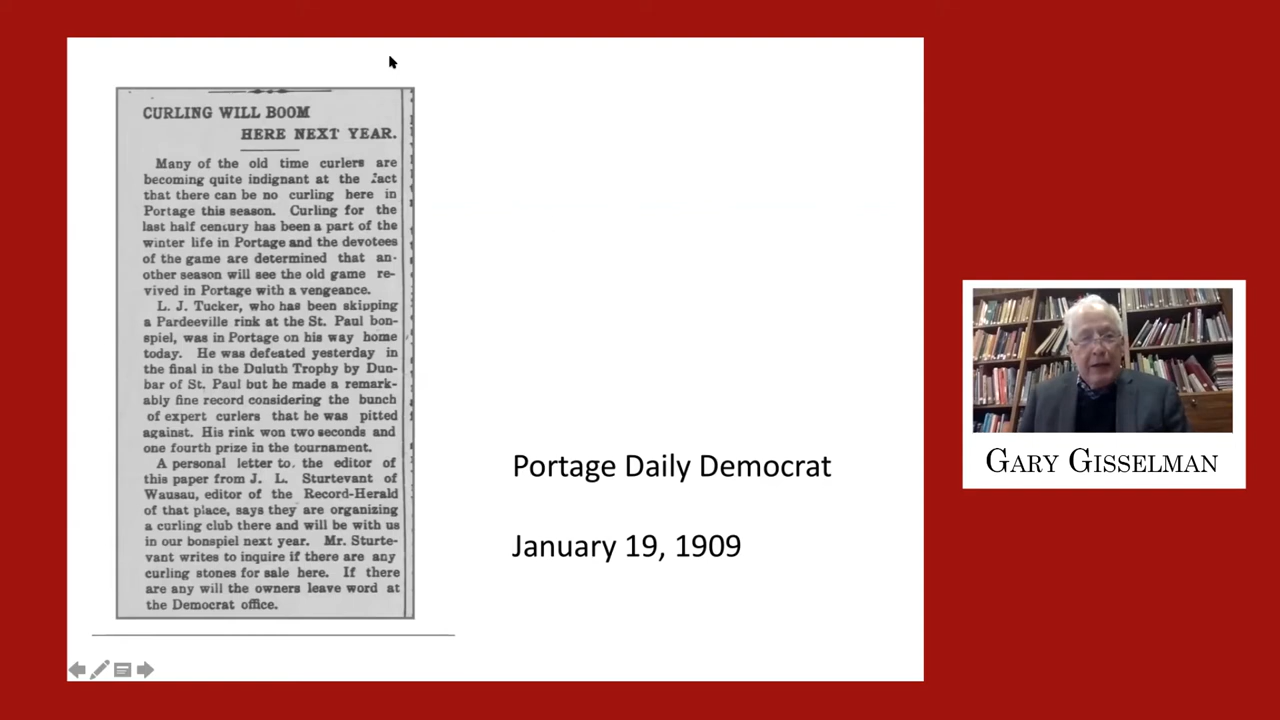 CURLING WILL BOOM
HERE NEXT YEAR.
Many of the old time curlers are
becoming quite indignant at the fact
that there can be no curling here in
Portage this season. Curling for the
last half century has been a part of the
winter life in Portage and the devotees
of the game are determined that an-
other season will see the old game re-
vived in Portage with a vengeance.
L. J. Tucker, who has been skipping
a Pardeeville rink at the St. Paul bon-
spiel, was in Portage on his way home
today. He was defeated yesterday in
the final in the Duluth Trophy by Dun-
bar of St. Paul but he made a remark-
ably fine record considering the bunch
of expert curlers that he was pitted
against. His rink won two seconds and
one fourth prize in the tournament.
A personal letter to. the editor of
this paper from J. L. Sturtevant of
Wausau, editor of the Record-Herald
of that place, says they are organizing
a curling club there and will be with us
in our bonspiel next year. Mr. Sturte-
vant writes to inquire if there are any
curling stones for sale here. If there
are any will the owners leave word at
the Democrat office.
Portage Daily Democrat
January 19, 1909
GARY GISSELMAN